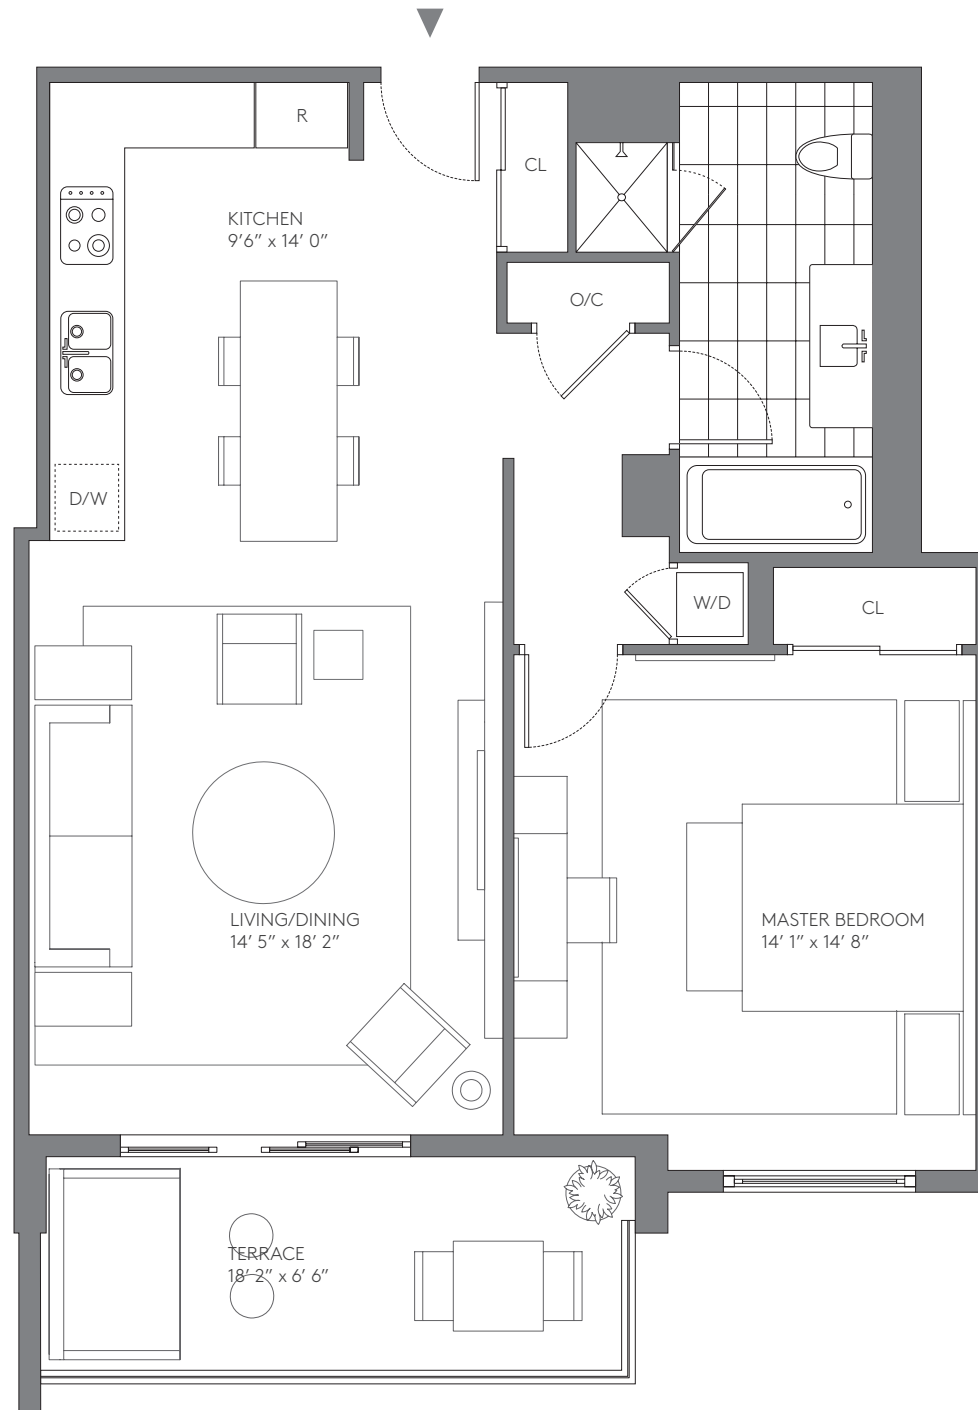 R
CL
KITCHEN
9’6” x 14’ 0”
O/C
D/W
W/D
CL
LIVING/DINING
14’ 5” x 18’ 2”
MASTER BEDROOM
14’ 1” x 14’ 8”
TERRACE
18’ 2” x 6’ 6”